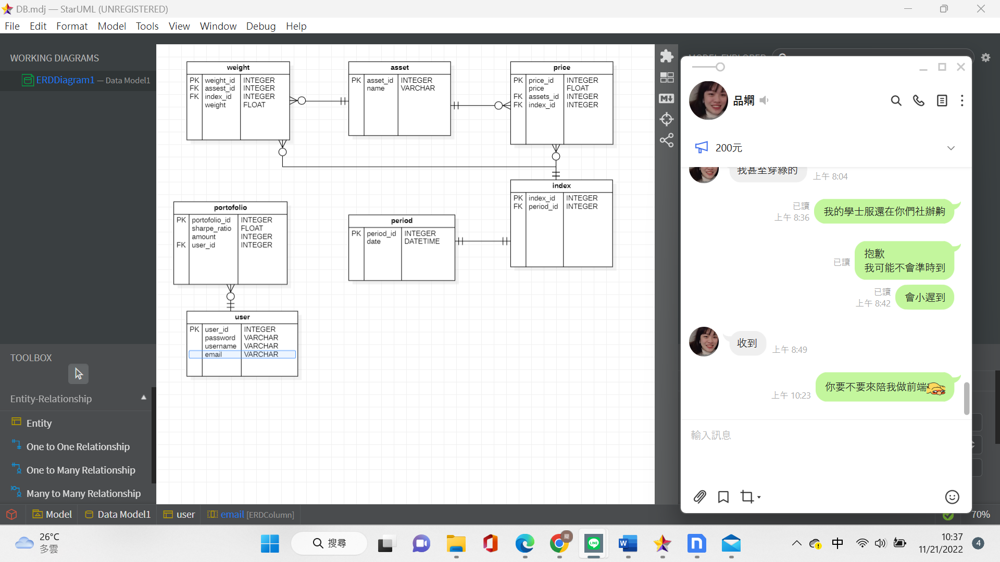 DB.mdj — StarUML (UNREGISTERED)
File Edit Format Model Tools View Window Debug Help
WORKING DIAGRAMS
ERDDiagram1 — Data Model1
TOOLBOX
Entity-Relationship
Entity
One to One Relationship
One to Many Relationship
Many to Many Relationship
weight
PK weight_id INTEGER
FK assest_id INTEGER
FK index_id INTEGER
weight FLOAT
asset
PK asset_id INTEGER
name VARCHAR
price
PK price_id INTEGER
price FLOAT
FK assets_id INTEGER
FK index_id INTEGER
index
PK index_id INTEGER
FK period_id INTEGER
portofolio
PK portofolio_id INTEGER
sharpe_ratio FLOAT
amount INTEGER
FK user_id INTEGER
period
PK period_id INTEGER
date DATETIME
user
PK user_id INTEGER
password VARCHAR
username VARCHAR
email VARCHAR
M↓
品嫻
200元
我甚至穿綠的
上午 8:04
已讀
上午 8:36
我的學士服還在你們社辦齁
已讀
抱歉
我可能不會準時到
已讀
上午 8:42
會小遲到
收到
上午 8:49
上午 10:23
你要不要來陪我做前端
輸入訊息
Model Data Model1 user email [ERDColumn]
70%
26°C
多雲
搜尋
LINE
W
中
10:37
11/21/2022
4